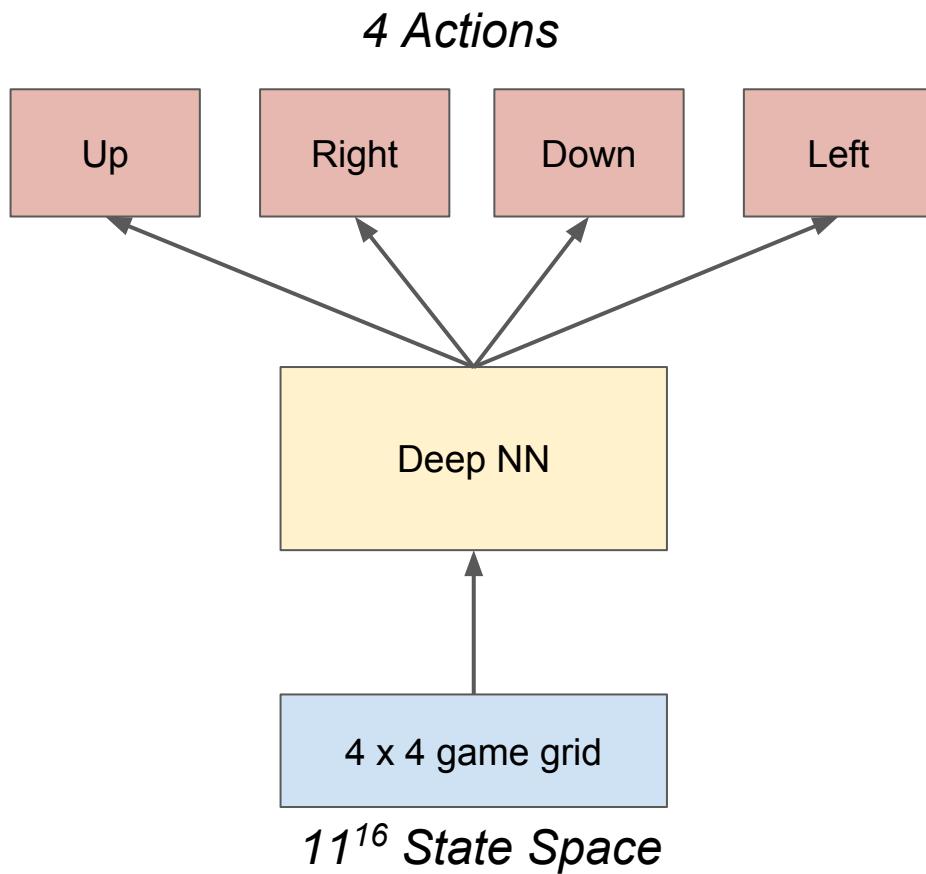 4 Actions
Up
Right
Down
Left
Deep NN
4 x 4 game grid
11¹⁶ State Space